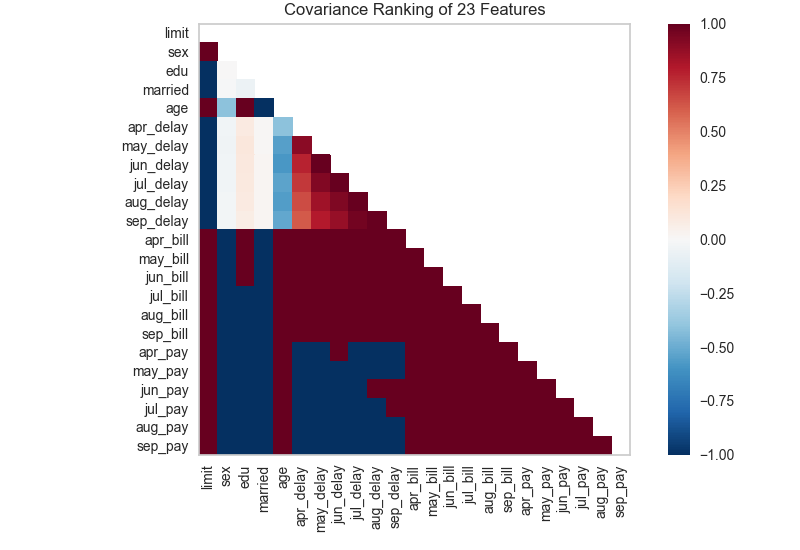 Covariance Ranking of 23 Features
limit
sex
edu
married
age
apr_delay
may_delay
jun_delay
jul_delay
aug_delay
sep_delay
apr_bill
may_bill
jun_bill
jul_bill
aug_bill
sep_bill
apr_pay
may_pay
jun_pay
jul_pay
aug_pay
sep_pay
limit
sex
edu
married
age
apr_delay
may_delay
jun_delay
jul_delay
aug_delay
sep_delay
apr_bill
may_bill
jun_bill
jul_bill
aug_bill
sep_bill
apr_pay
may_pay
jun_pay
jul_pay
aug_pay
sep_pay
1.00
0.75
0.50
0.25
0.00
−0.25
−0.50
−0.75
−1.00